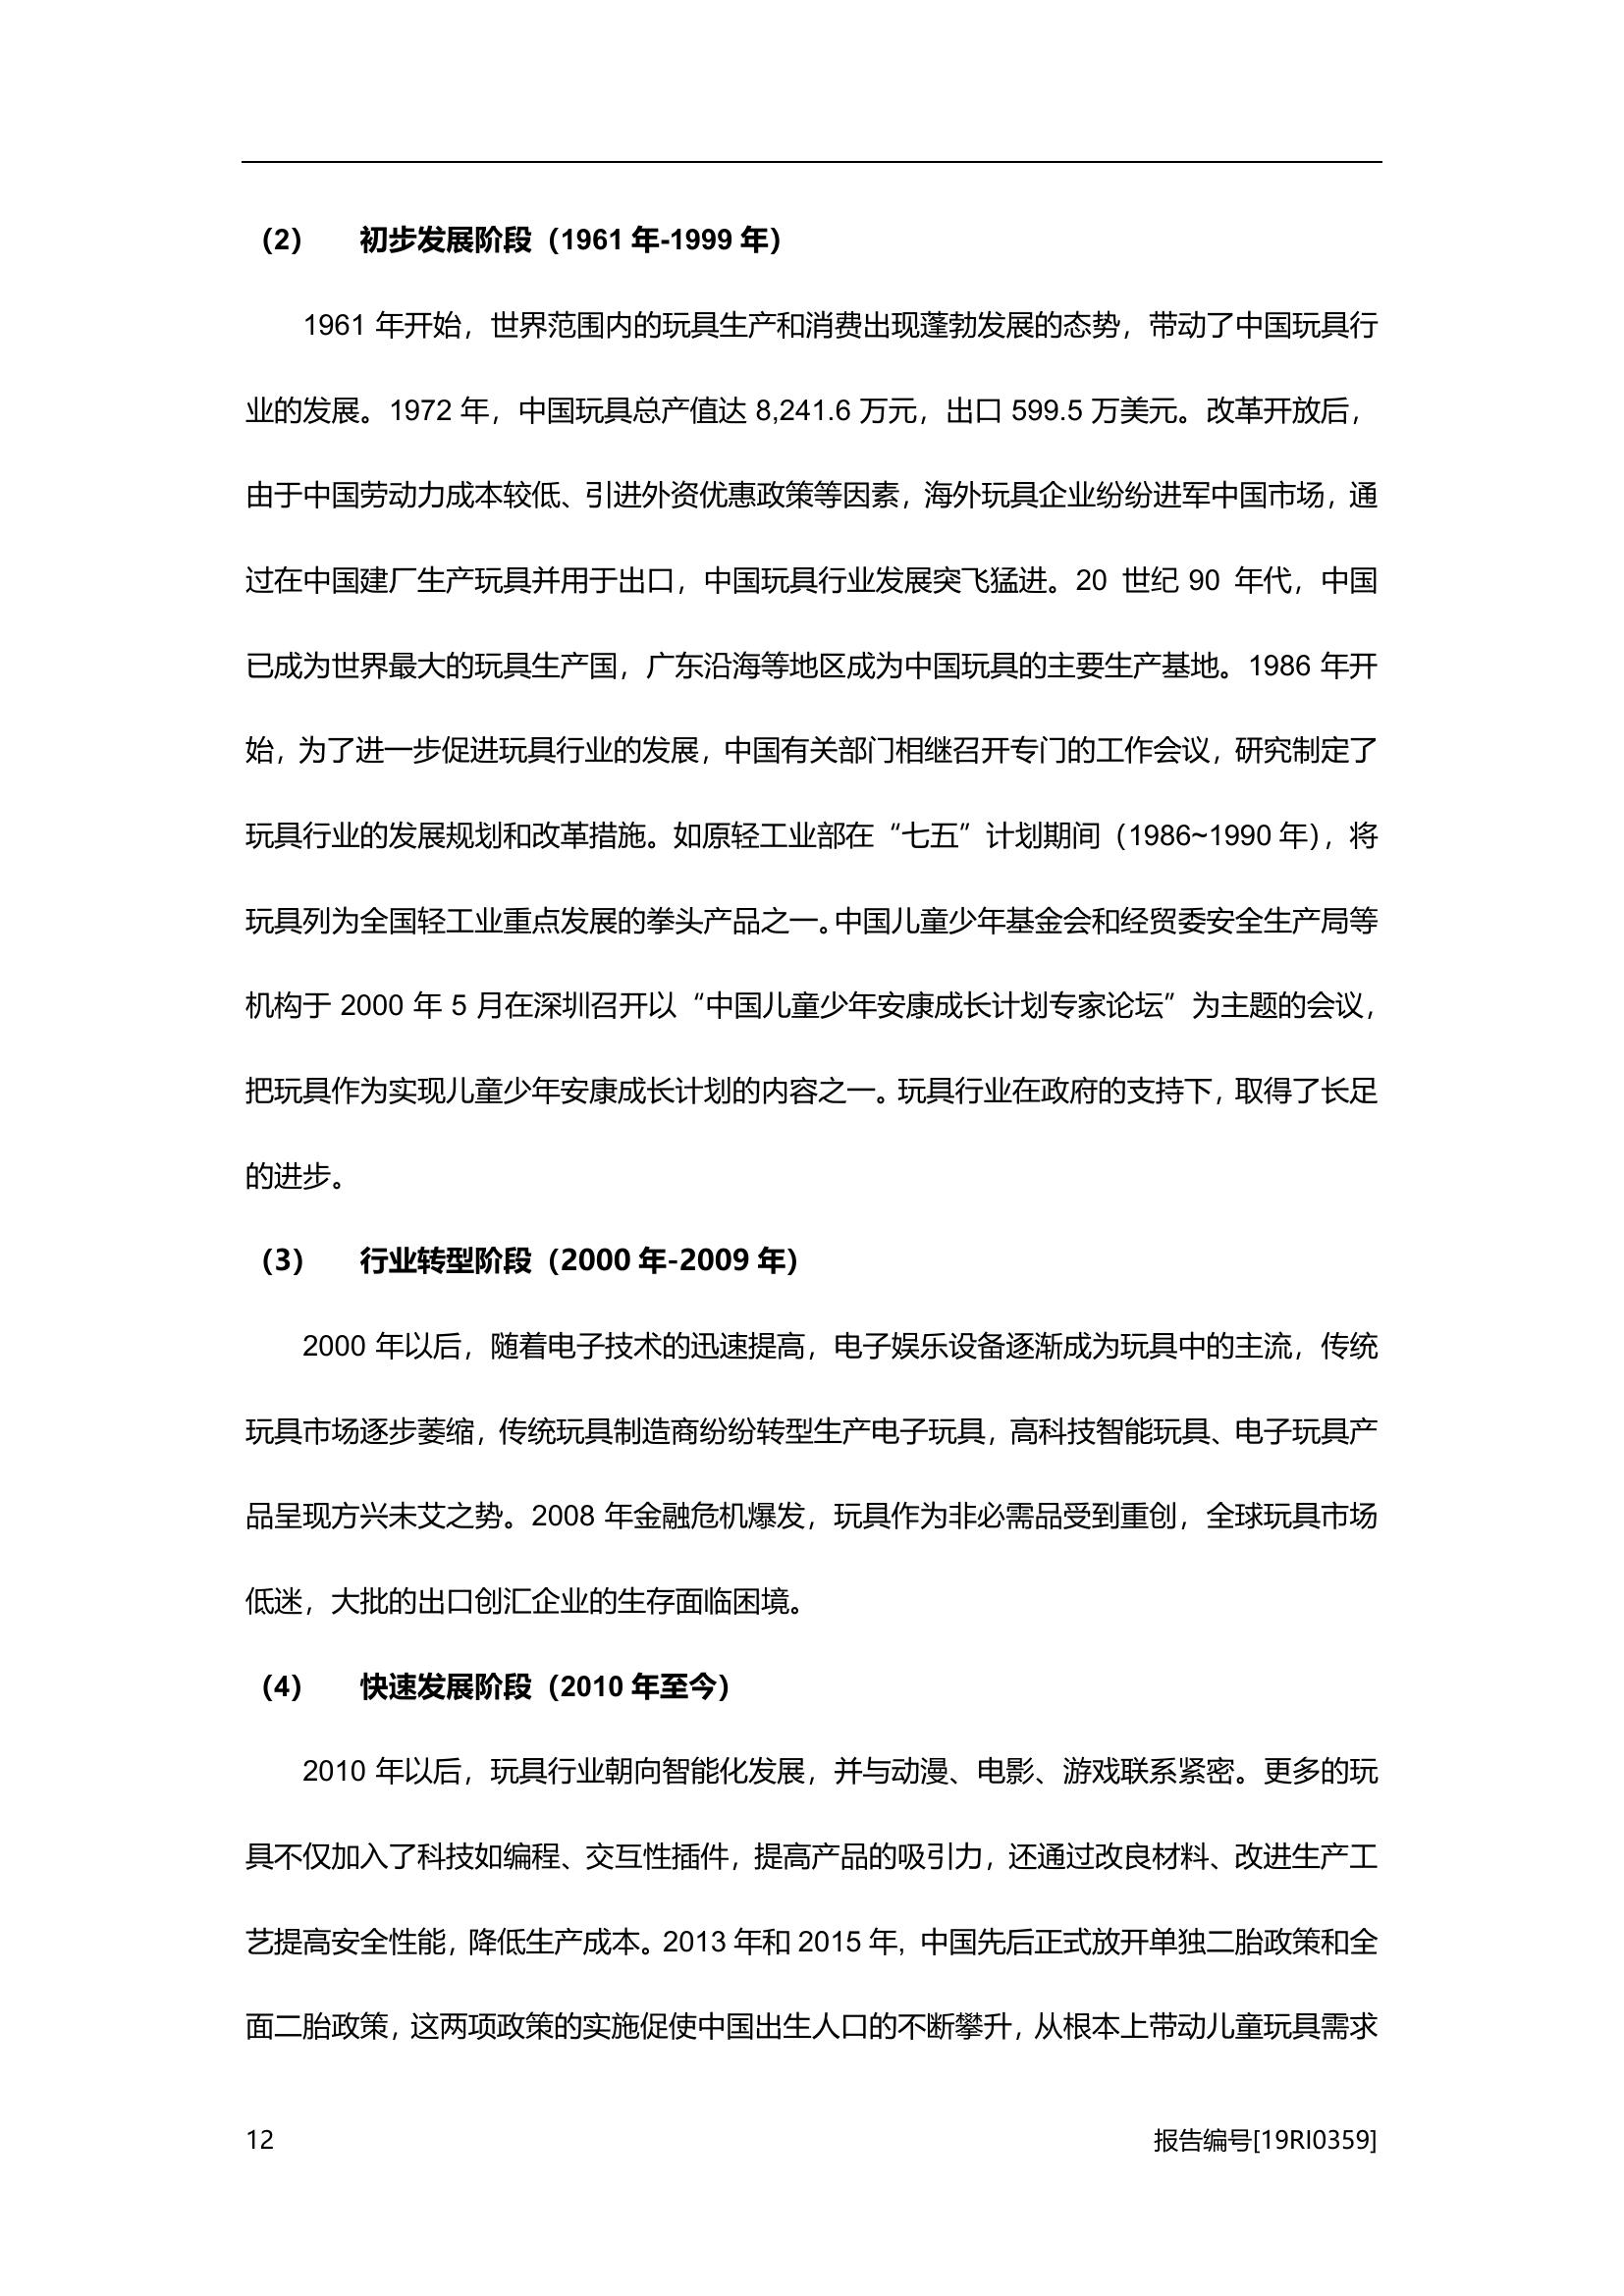 （2） 初步发展阶段（1961 年-1999 年）
1961 年开始，世界范围内的玩具生产和消费出现蓬勃发展的态势，带动了中国玩具行
业的发展。1972 年，中国玩具总产值达 8,241.6 万元，出口 599.5 万美元。改革开放后，
由于中国劳动力成本较低、引进外资优惠政策等因素，海外玩具企业纷纷进军中国市场，通
过在中国建厂生产玩具并用于出口，中国玩具行业发展突飞猛进。20 世纪 90 年代，中国
已成为世界最大的玩具生产国，广东沿海等地区成为中国玩具的主要生产基地。1986 年开
始，为了进一步促进玩具行业的发展，中国有关部门相继召开专门的工作会议，研究制定了
玩具行业的发展规划和改革措施。如原轻工业部在“七五”计划期间（1986~1990 年），将
玩具列为全国轻工业重点发展的拳头产品之一。中国儿童少年基金会和经贸委安全生产局等
机构于 2000 年 5 月在深圳召开以“中国儿童少年安康成长计划专家论坛”为主题的会议，
把玩具作为实现儿童少年安康成长计划的内容之一。玩具行业在政府的支持下，取得了长足
的进步。
（3） 行业转型阶段（2000 年-2009 年）
2000 年以后，随着电子技术的迅速提高，电子娱乐设备逐渐成为玩具中的主流，传统
玩具市场逐步萎缩，传统玩具制造商纷纷转型生产电子玩具，高科技智能玩具、电子玩具产
品呈现方兴未艾之势。2008 年金融危机爆发，玩具作为非必需品受到重创，全球玩具市场
低迷，大批的出口创汇企业的生存面临困境。
（4） 快速发展阶段（2010 年至今）
2010 年以后，玩具行业朝向智能化发展，并与动漫、电影、游戏联系紧密。更多的玩
具不仅加入了科技如编程、交互性插件，提高产品的吸引力，还通过改良材料、改进生产工
艺提高安全性能，降低生产成本。2013 年和 2015 年，中国先后正式放开单独二胎政策和全
面二胎政策，这两项政策的实施促使中国出生人口的不断攀升，从根本上带动儿童玩具需求
12 报告编号[19RI0359]